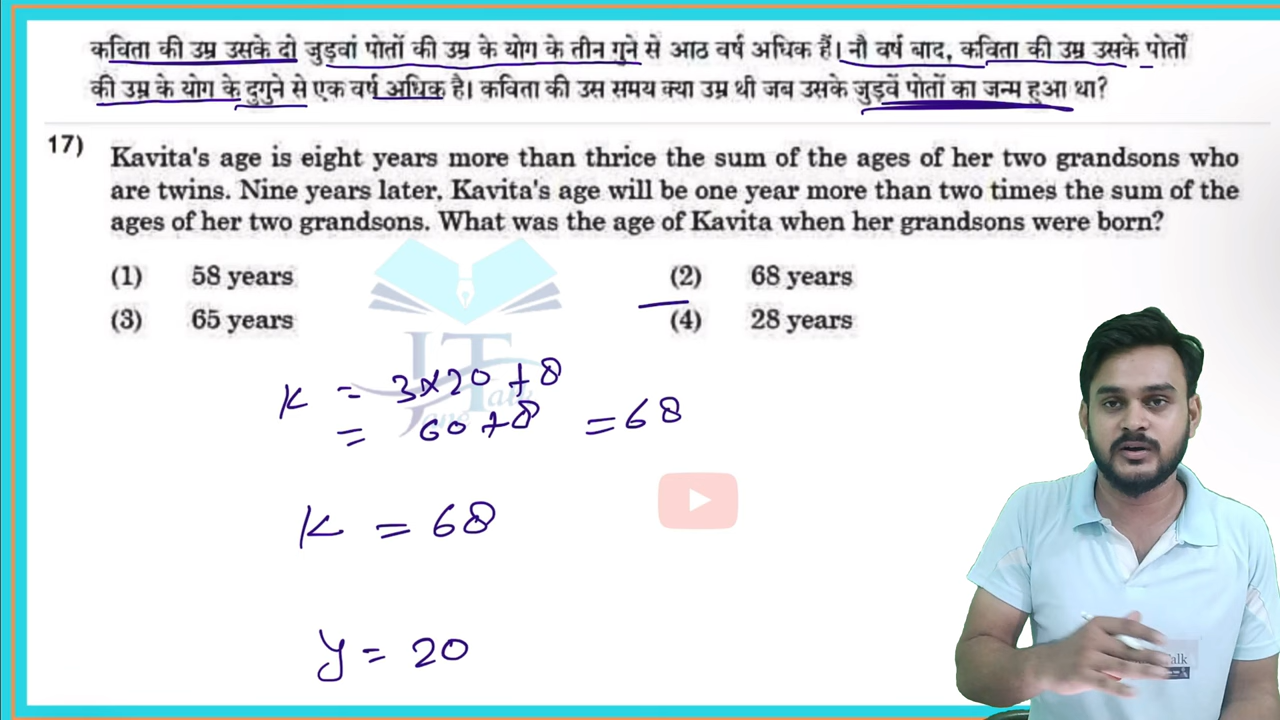 कविता की उम्र उसके दो जुड़वां पोतों की उम्र के योग के तीन गुने से आठ वर्ष अधिक हैं। नौ वर्ष बाद, कविता की उम्र उसके पोतों
की उम्र के योग के दुगुने से एक वर्ष अधिक है। कविता की उस समय क्या उम्र थी जब उसके जुड़वें पोतों का जन्म हुआ था?
17) Kavita's age is eight years more than thrice the sum of the ages of her two grandsons who
are twins. Nine years later, Kavita's age will be one year more than two times the sum of the
ages of her two grandsons. What was the age of Kavita when her grandsons were born?
(1) 58 years (2) 68 years
(3) 65 years (4) 28 years
K = 3×20+8
= 60+8 = 68
K = 68
y = 20